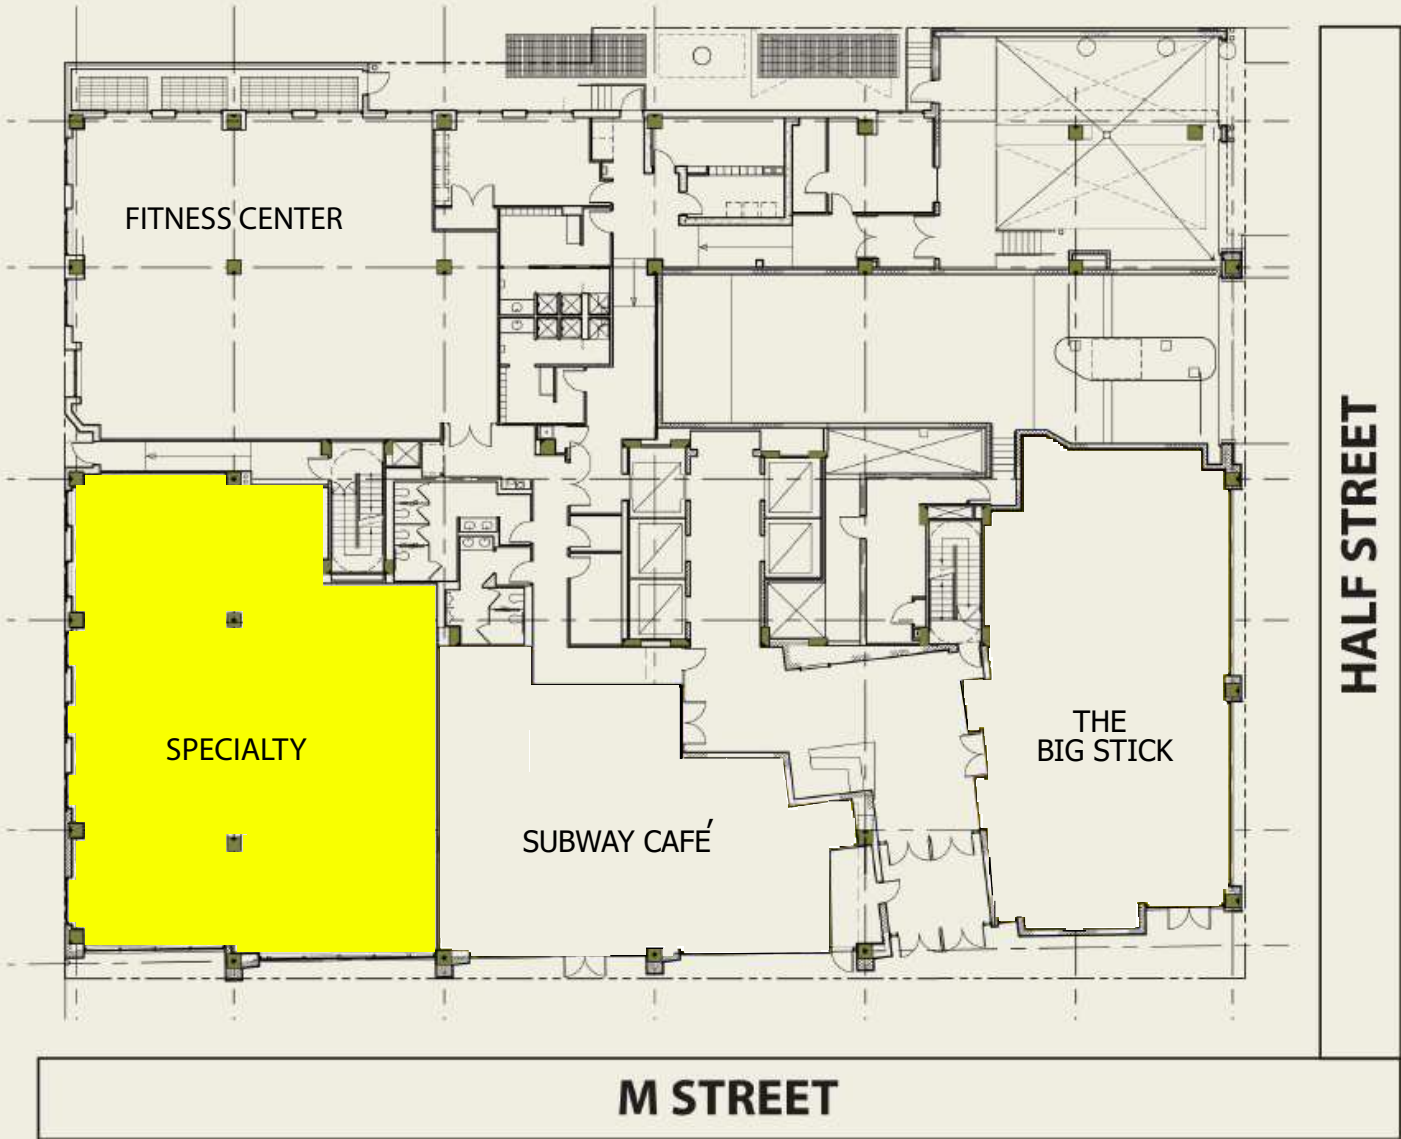 FITNESS CENTER
HALF STREET
SPECIALTY
THE
BIG STICK
SUBWAY CAFÉ
M STREET